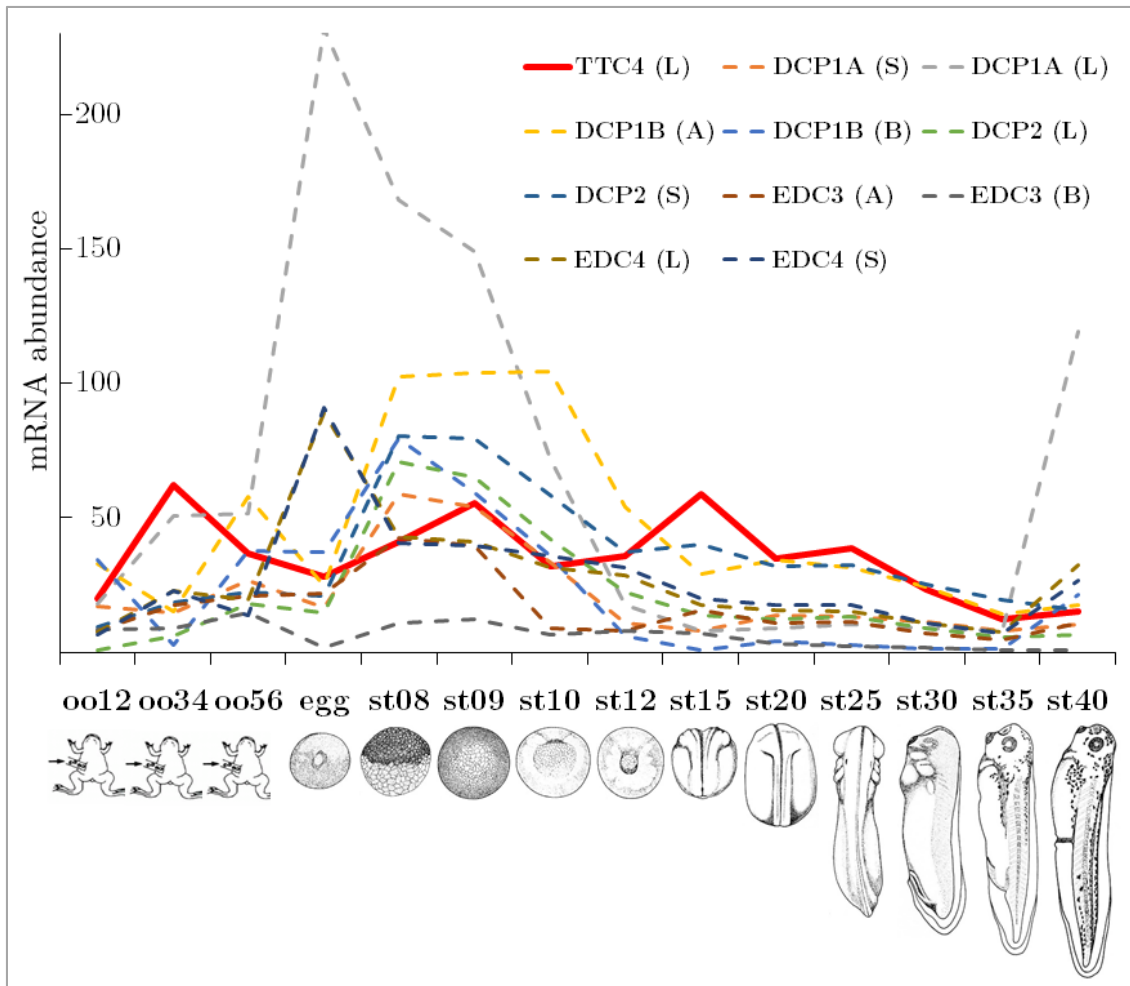 TTC4 (L) DCP1A (S) DCP1A (L)
200
DCP1B (A) DCP1B (B) DCP2 (L)
DCP2 (S) EDC3 (A) EDC3 (B)
150
EDC4 (L) EDC4 (S)
mRNA abundance
100
50
oo12 oo34 oo56 egg st08 st09 st10 st12 st15 st20 st25 st30 st35 st40